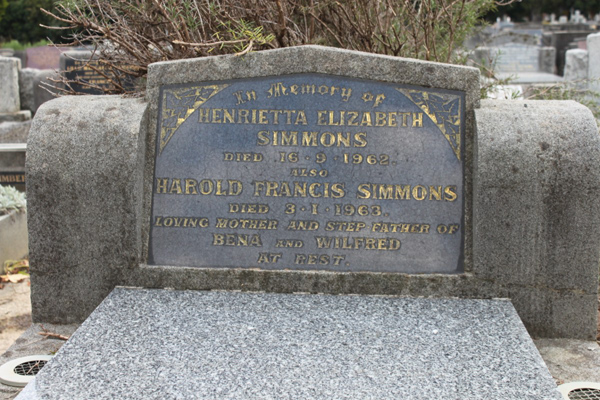 In Memory of
HENRIETTA ELIZABETH
SIMMONS
DIED 16·9·1962.
ALSO
HAROLD FRANCIS SIMMONS
DIED 3·1·1963.
LOVING MOTHER AND STEP-FATHER OF
BENA AND WILFRED
AT REST.